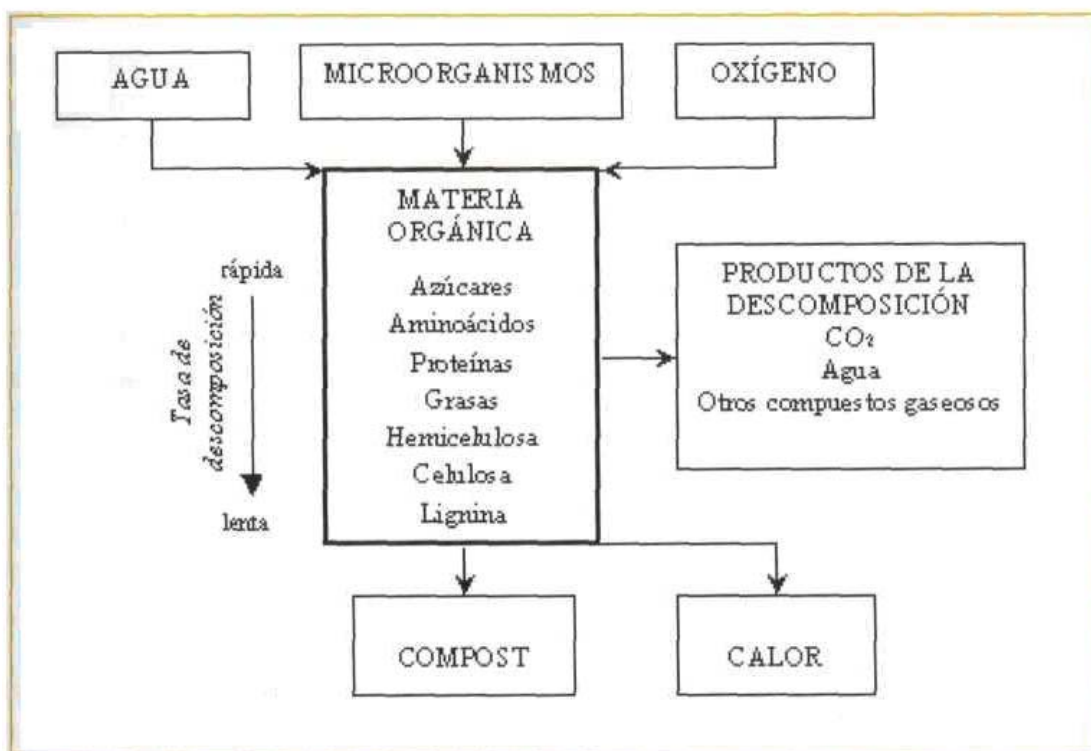 AGUA
MICROORGANISMOS
OXÍGENO
MATERIA
ORGÁNICA
Azúcares
Aminoácidos
Proteínas
Grasas
Hemicelulosa
Celulosa
Lignina
rápida
Tasa de
descomposición
lenta
PRODUCTOS DE LA
DESCOMPOSICIÓN
CO₂
Agua
Otros compuestos gaseosos
COMPOST
CALOR